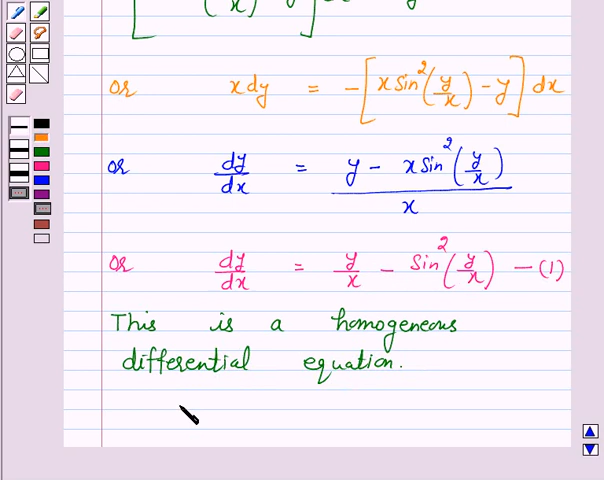 (x)
or x dy = -[x sin²(y/x) - y] dx
or dy/dx = (y - x sin²(y/x))/x
or dy/dx = y/x - sin²(y/x) - (1)
This is a homogeneous
differential equation.